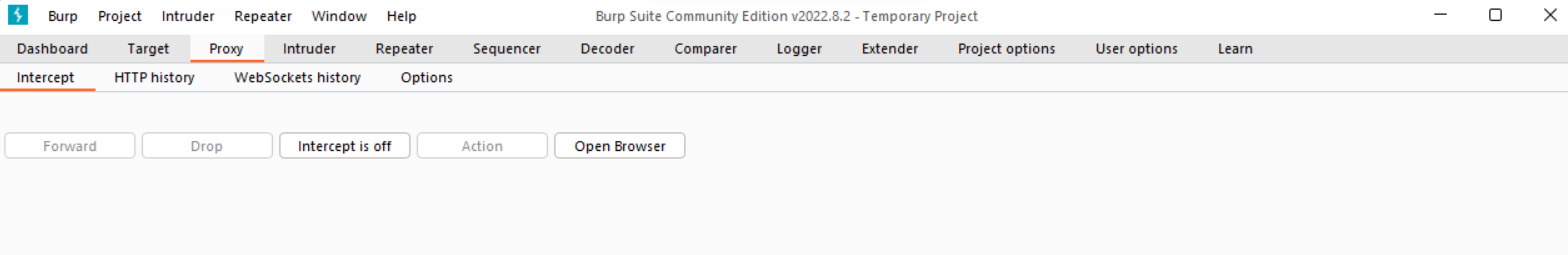 Burp Project Intruder Repeater Window Help Burp Suite Community Edition v2022.8.2 - Temporary Project
Dashboard Target Proxy Intruder Repeater Sequencer Decoder Comparer Logger Extender Project options User options Learn
Intercept HTTP history WebSockets history Options
Forward Drop Intercept is off Action Open Browser